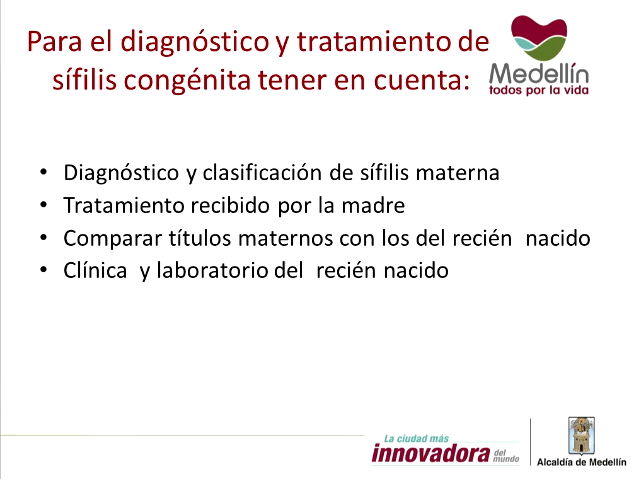 Para el diagnóstico y tratamiento de
sífilis congénita tener en cuenta:
Medellín
todos por la vida
• Diagnóstico y clasificación de sífilis materna
• Tratamiento recibido por la madre
• Comparar títulos maternos con los del recién  nacido
• Clínica  y laboratorio del  recién nacido
La ciudad más
innovadora del mundo
Alcaldía de Medellín